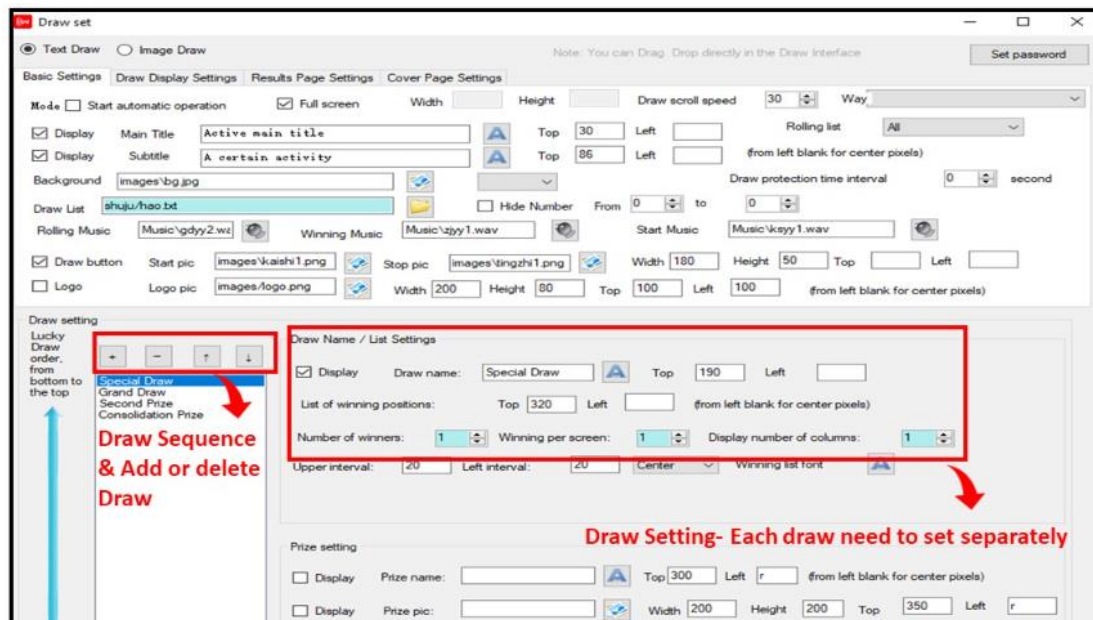 Draw set
Text Draw Image Draw Note: You can Drag. Drop directly in the Draw Interface Set password
Basic Settings Draw Display Settings Results Page Settings Cover Page Settings
Mode Start automatic operation Full screen Width Height Draw scroll speed 30 Way
Display Main Title Active main title A Top 30 Left Rolling list All
Display Subtitle A certain activity A Top 86 Left (from left blank for center pixels)
Background images\bg.jpg Draw protection time interval 0 second
Draw List shuju/hao.txt Hide Number From 0 to 0
Rolling Music Music\gdyy2.wa Winning Music Music\zjyy1.wav Start Music Music\ksyy1.wav
Draw button Start pic images\kaishi1.png Stop pic images\tingzhi1.png Width 180 Height 50 Top Left
Logo Logo pic images/logo.png Width 200 Height 80 Top 100 Left 100 (from left blank for center pixels)
Draw setting
Lucky
Draw
order,
from
bottom to
the top
+ - ↑ ↓
Special Draw
Grand Draw
Second Prize
Consolidation Prize
Draw Sequence
& Add or delete
Draw
Draw Name / List Settings
Display Draw name: Special Draw A Top 190 Left
List of winning positions: Top 320 Left (from left blank for center pixels)
Number of winners: 1 Winning per screen: 1 Display number of columns: 1
Upper interval: 20 Left interval: 20 Center Winning list font A
Draw Setting- Each draw need to set separately
Prize setting
Display Prize name: A Top 300 Left r (from left blank for center pixels)
Display Prize pic: Width 200 Height 200 Top 350 Left r